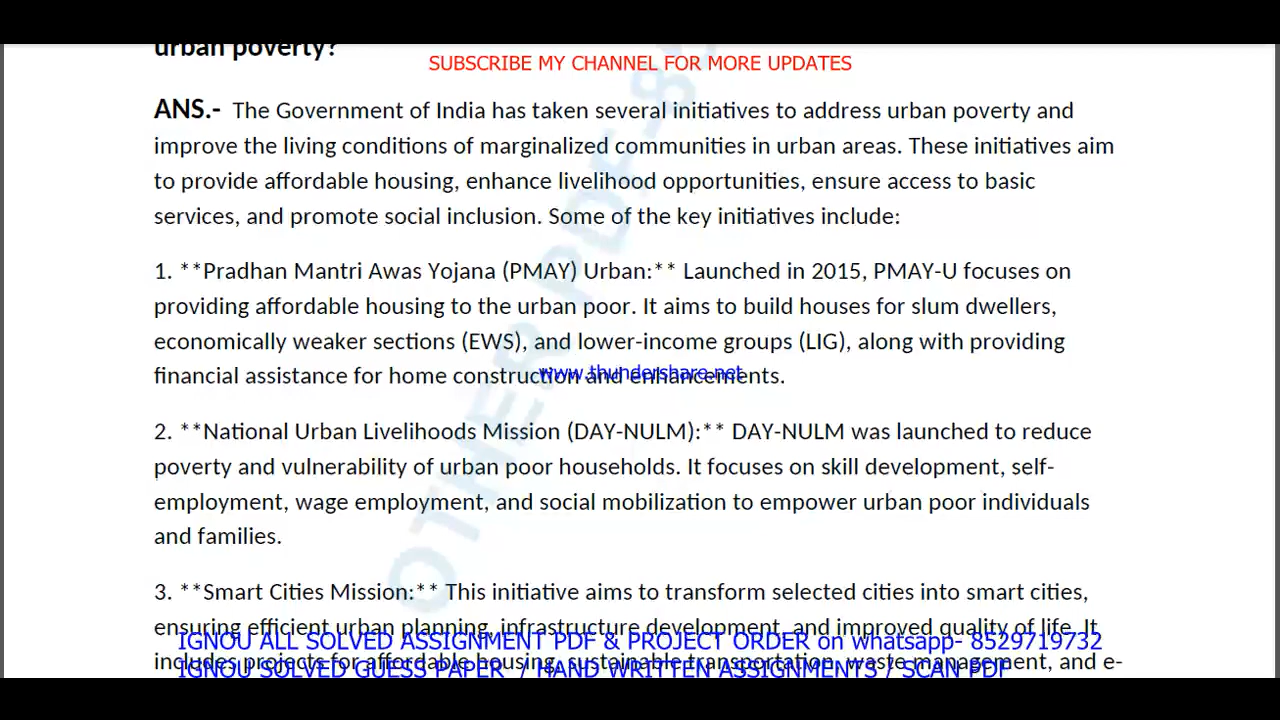 urban poverty?
SUBSCRIBE MY CHANNEL FOR MORE UPDATES
ANS.- The Government of India has taken several initiatives to address urban poverty and
improve the living conditions of marginalized communities in urban areas. These initiatives aim
to provide affordable housing, enhance livelihood opportunities, ensure access to basic
services, and promote social inclusion. Some of the key initiatives include:
1. **Pradhan Mantri Awas Yojana (PMAY) Urban:** Launched in 2015, PMAY-U focuses on
providing affordable housing to the urban poor. It aims to build houses for slum dwellers,
economically weaker sections (EWS), and lower-income groups (LIG), along with providing
financial assistance for home construction and enhancements.
www.thundershare.net
2. **National Urban Livelihoods Mission (DAY-NULM):** DAY-NULM was launched to reduce
poverty and vulnerability of urban poor households. It focuses on skill development, self-
employment, wage employment, and social mobilization to empower urban poor individuals
and families.
3. **Smart Cities Mission:** This initiative aims to transform selected cities into smart cities,
ensuring efficient urban planning, infrastructure development, and improved quality of life. It
IGNOU ALL SOLVED ASSIGNMENT PDF & PROJECT ORDER on whatsapp- 8529719732
includes projects for affordable housing, sustainable transportation, waste management, and e-
IGNOU SOLVED GUESS PAPER / HAND WRITTEN ASSIGNMENTS / SCAN PDF
OTHER PDF-8